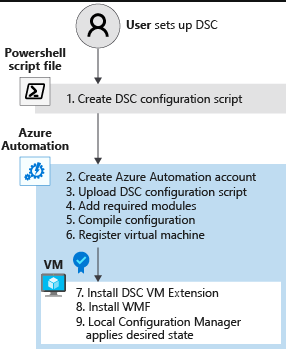 User sets up DSC
Powershell
script file
1. Create DSC configuration script
Azure
Automation
2. Create Azure Automation account
3. Upload DSC configuration script
4. Add required modules
5. Compile configuration
6. Register virtual machine
VM
7. Install DSC VM Extension
8. Install WMF
9. Local Configuration Manager
applies desired state